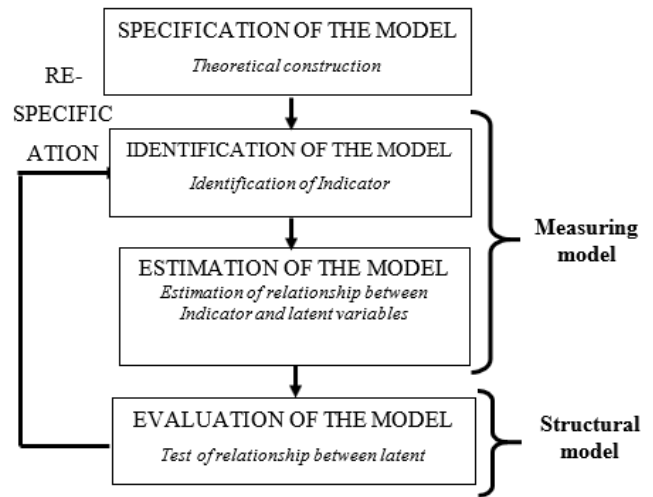 SPECIFICATION OF THE MODEL
Theoretical construction
RE-
SPECIFIC
ATION
IDENTIFICATION OF THE MODEL
Identification of Indicator
ESTIMATION OF THE MODEL
Estimation of relationship between
Indicator and latent variables
Measuring
model
EVALUATION OF THE MODEL
Test of relationship between latent
Structural
model